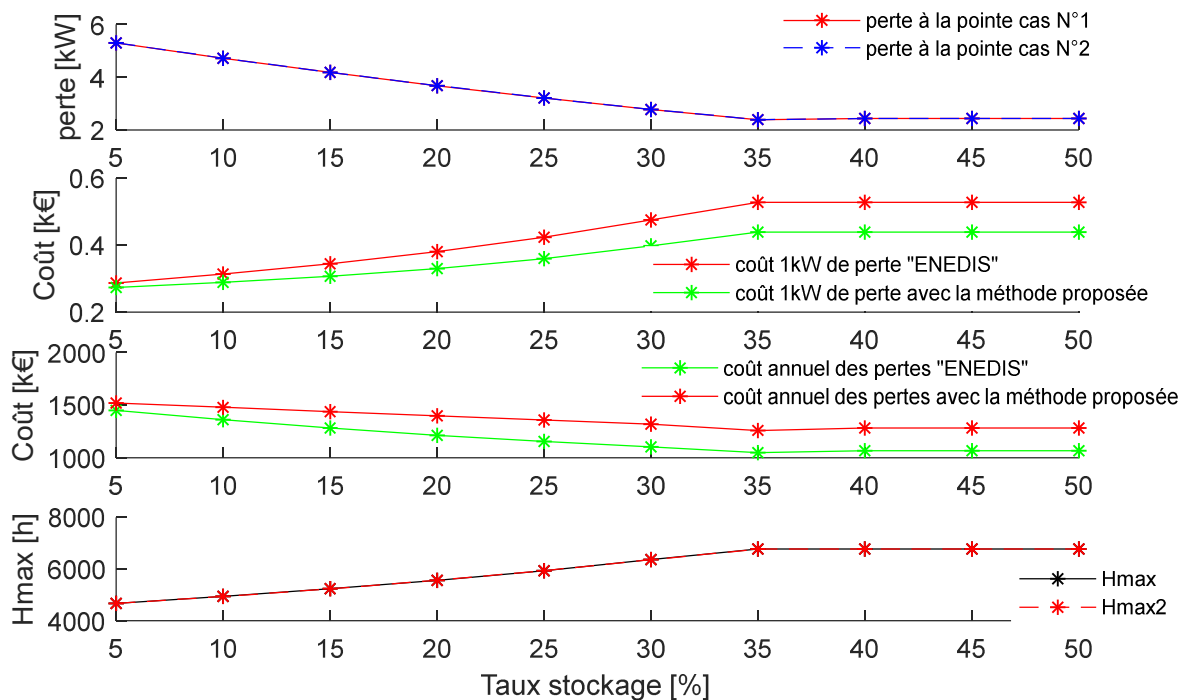 perte [kW]
6
4
2
perte à la pointe cas N°1
perte à la pointe cas N°2
5 10 15 20 25 30 35 40 45 50
Coût [k€]
0.6
0.4
0.2
coût 1kW de perte "ENEDIS"
coût 1kW de perte avec la méthode proposée
5 10 15 20 25 30 35 40 45 50
Coût [k€]
2000
1500
1000
coût annuel des pertes "ENEDIS"
coût annuel des pertes avec la méthode proposée
5 10 15 20 25 30 35 40 45 50
Hmax [h]
8000
6000
4000
Hmax
Hmax2
5 10 15 20 25 30 35 40 45 50
Taux stockage [%]